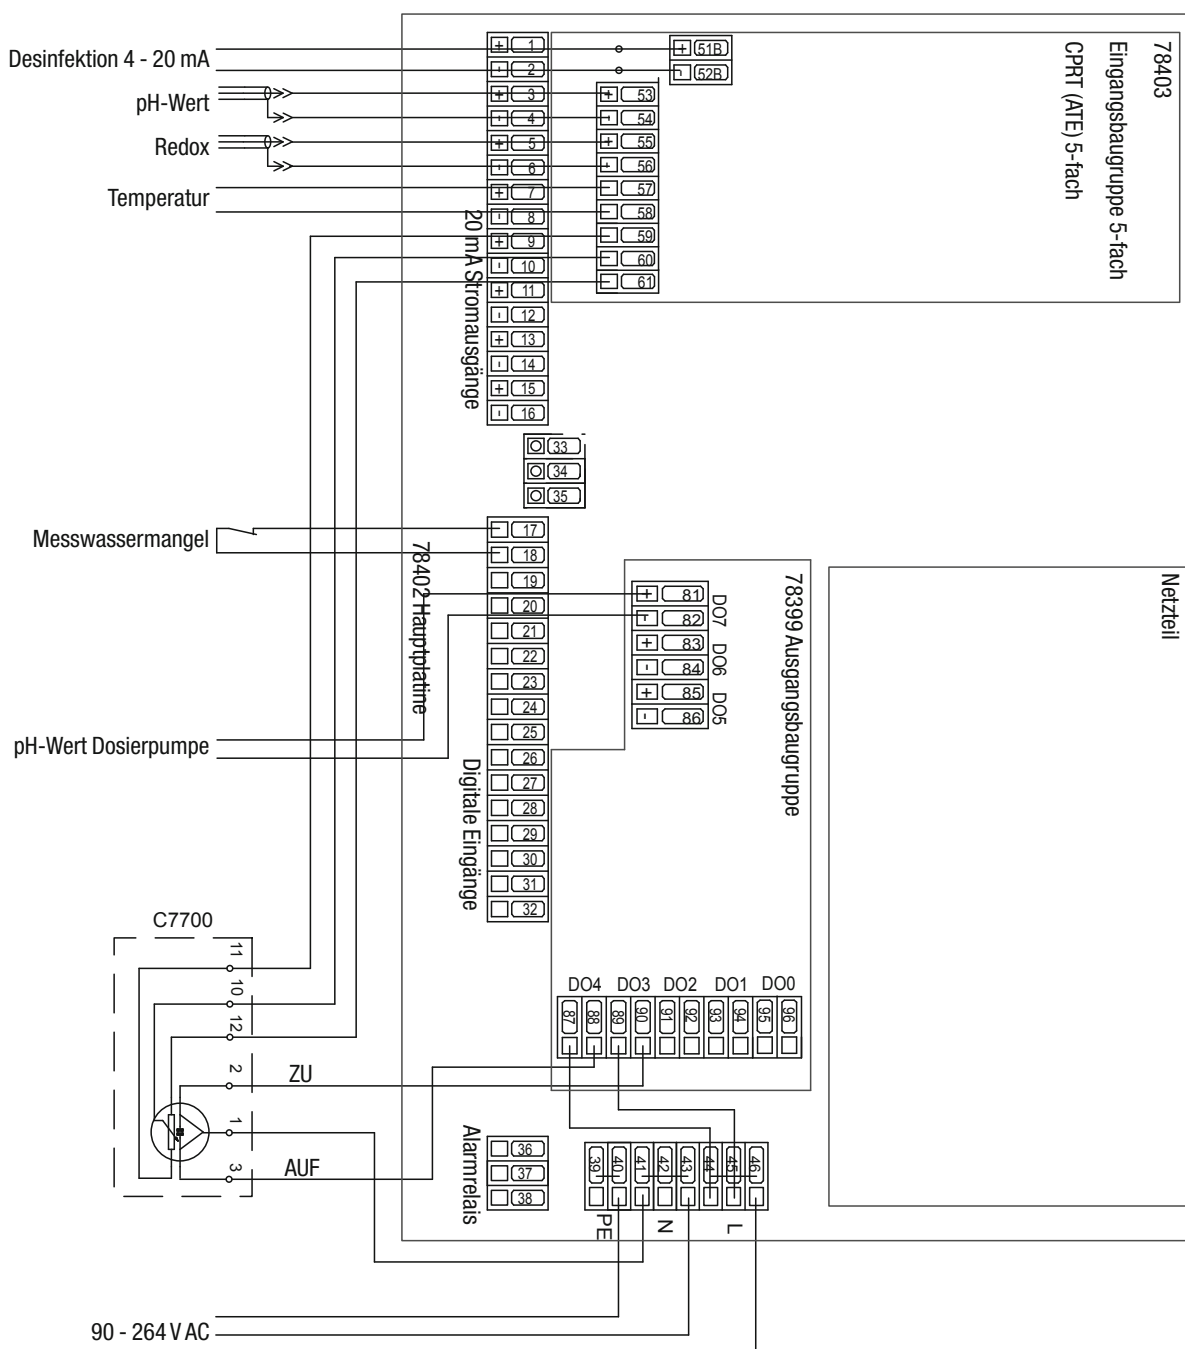 Desinfektion 4 - 20 mA
pH-Wert
Redox
Temperatur
+ 1
- 2
+ 3
- 4
+ 5
- 6
+ 7
- 8
+ 9
- 10
+ 11
- 12
+ 13
- 14
+ 15
- 16
20 mA Stromausgänge
+ 51B
- 52B
+ 53
54
+ 55
+ 56
57
58
59
60
61
78403
Eingangsbaugruppe 5-fach
CPRT (ATE) 5-fach
33
34
35
Messwassermangel
17
18
19
20
21
22
23
24
25
26
27
28
29
30
31
32
78402 Hauptplatine
Digitale Eingänge
pH-Wert Dosierpumpe
+ 81
- 82
+ 83
- 84
+ 85
- 86
DO7
DO6
DO5
78399 Ausgangsbaugruppe
Netzteil
DO4 DO3 DO2 DO1 DO0
87 88 89 90 91 92 93 94 95 96
C7700
11
10
12
2
1
3
ZU
AUF
Alarmrelais
36
37
38
39 40 41 42 43 44 45 46
PE N L
90 - 264 V AC